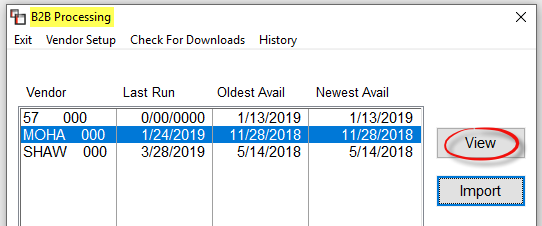 B2B Processing
Exit Vendor Setup Check For Downloads History
Vendor Last Run Oldest Avail Newest Avail
57 000 0/00/0000 1/13/2019 1/13/2019
MOHA 000 1/24/2019 11/28/2018 11/28/2018
SHAW 000 3/28/2019 5/14/2018 5/14/2018
View
Import